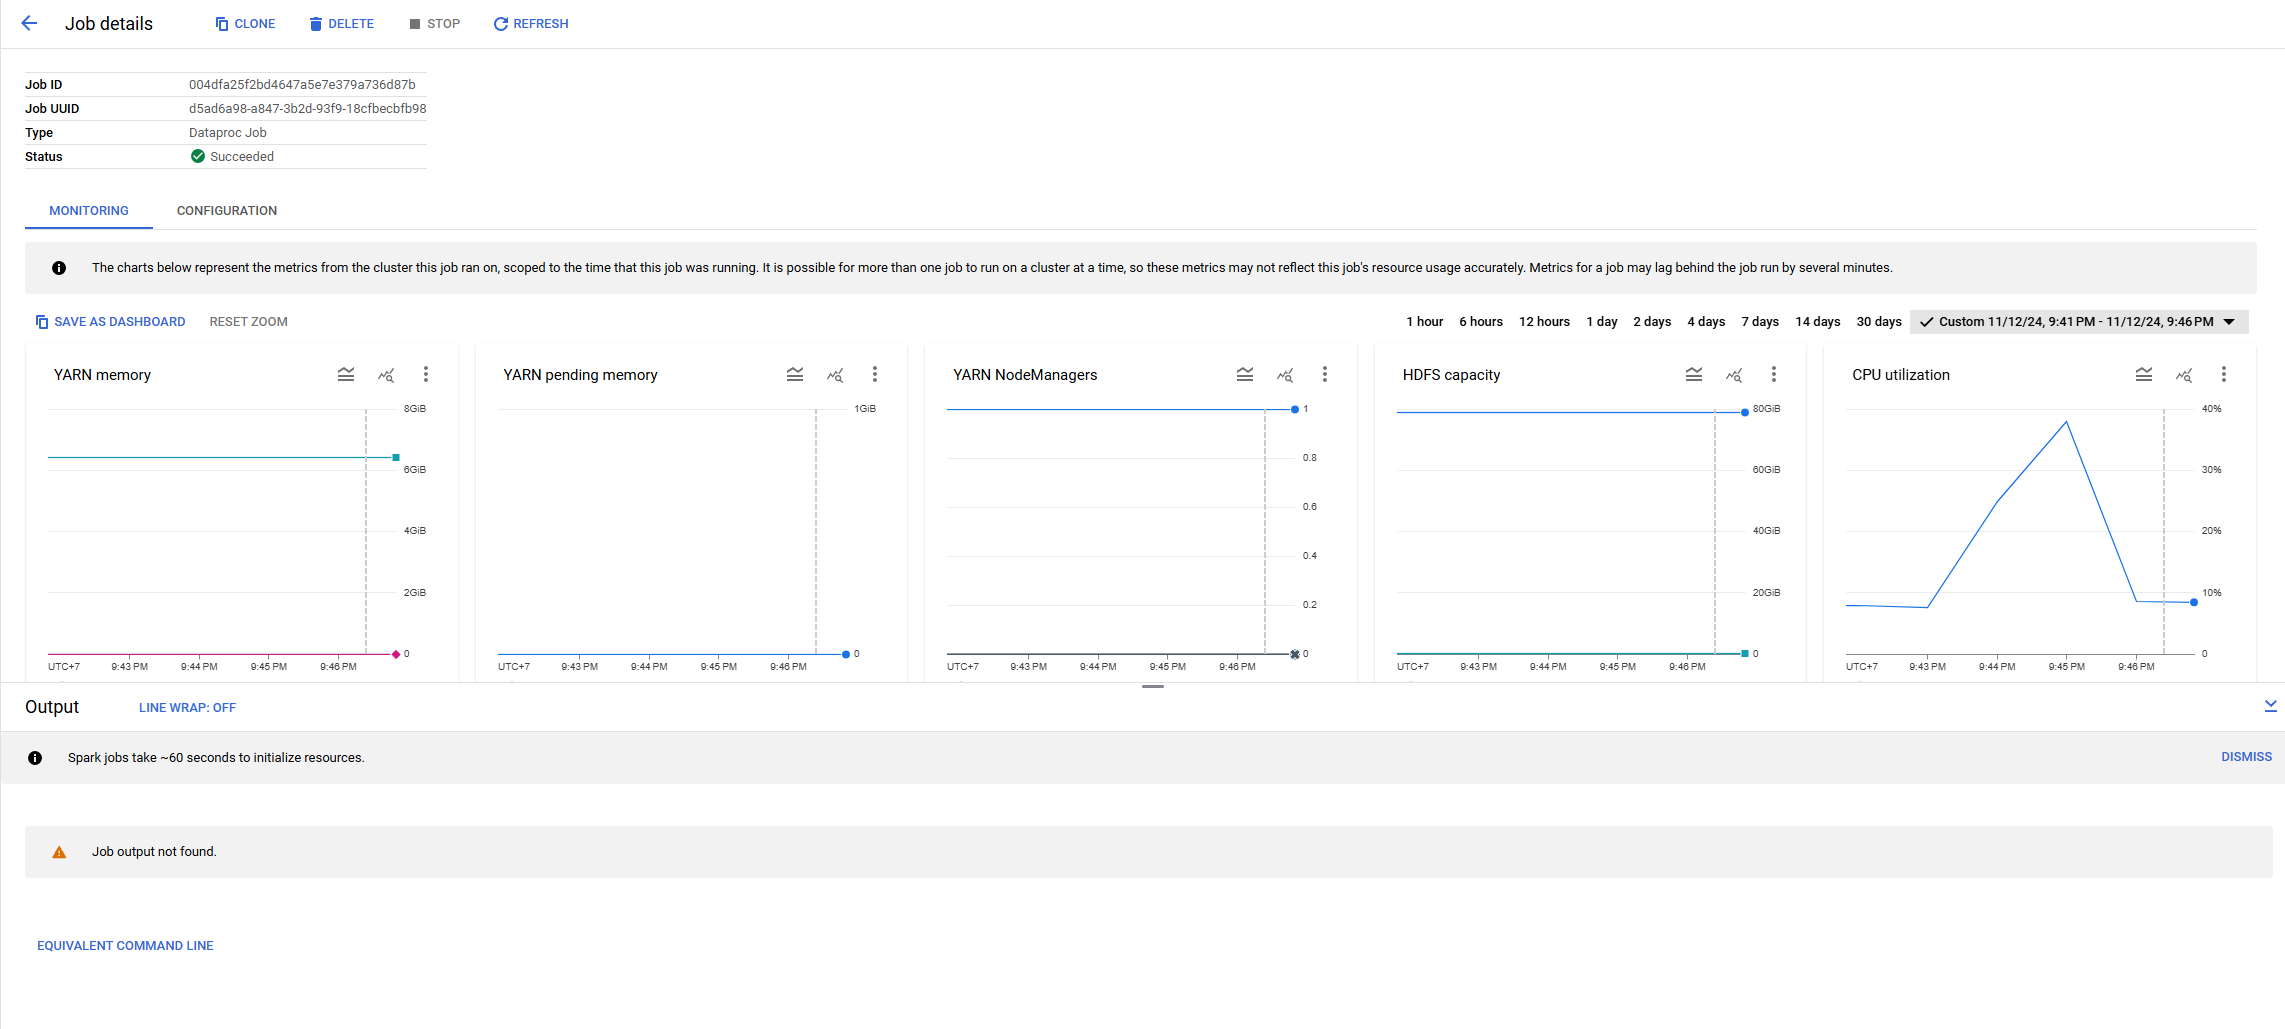 Job details CLONE DELETE STOP REFRESH
Job ID 004dfa25f2bd4647a5e7e379a736d87b
Job UUID d5ad6a98-a847-3b2d-93f9-18cfbecbfb98
Type Dataproc Job
Status Succeeded
MONITORING CONFIGURATION
The charts below represent the metrics from the cluster this job ran on, scoped to the time that this job was running. It is possible for more than one job to run on a cluster at a time, so these metrics may not reflect this job's resource usage accurately. Metrics for a job may lag behind the job run by several minutes.
SAVE AS DASHBOARD RESET ZOOM 1 hour 6 hours 12 hours 1 day 2 days 4 days 7 days 14 days 30 days Custom 11/12/24, 9:41 PM - 11/12/24, 9:46 PM
YARN memory
8GiB
6GiB
4GiB
2GiB
0
UTC+7 9:43 PM 9:44 PM 9:45 PM 9:46 PM
YARN pending memory
1GiB
0
UTC+7 9:43 PM 9:44 PM 9:45 PM 9:46 PM
YARN NodeManagers
1
0.8
0.6
0.4
0.2
0
UTC+7 9:43 PM 9:44 PM 9:45 PM 9:46 PM
HDFS capacity
80GiB
60GiB
40GiB
20GiB
0
UTC+7 9:43 PM 9:44 PM 9:45 PM 9:46 PM
CPU utilization
40%
30%
20%
10%
0
UTC+7 9:43 PM 9:44 PM 9:45 PM 9:46 PM
Output LINE WRAP: OFF
Spark jobs take ~60 seconds to initialize resources. DISMISS
Job output not found.
EQUIVALENT COMMAND LINE